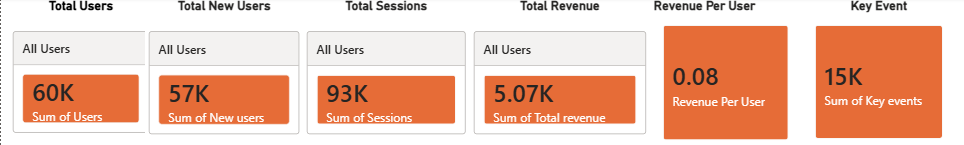 Total Users
Total New Users
Total Sessions
Total Revenue
Revenue Per User
Key Event
All Users
All Users
All Users
All Users
60K
Sum of Users
57K
Sum of New users
93K
Sum of Sessions
5.07K
Sum of Total revenue
0.08
Revenue Per User
15K
Sum of Key events